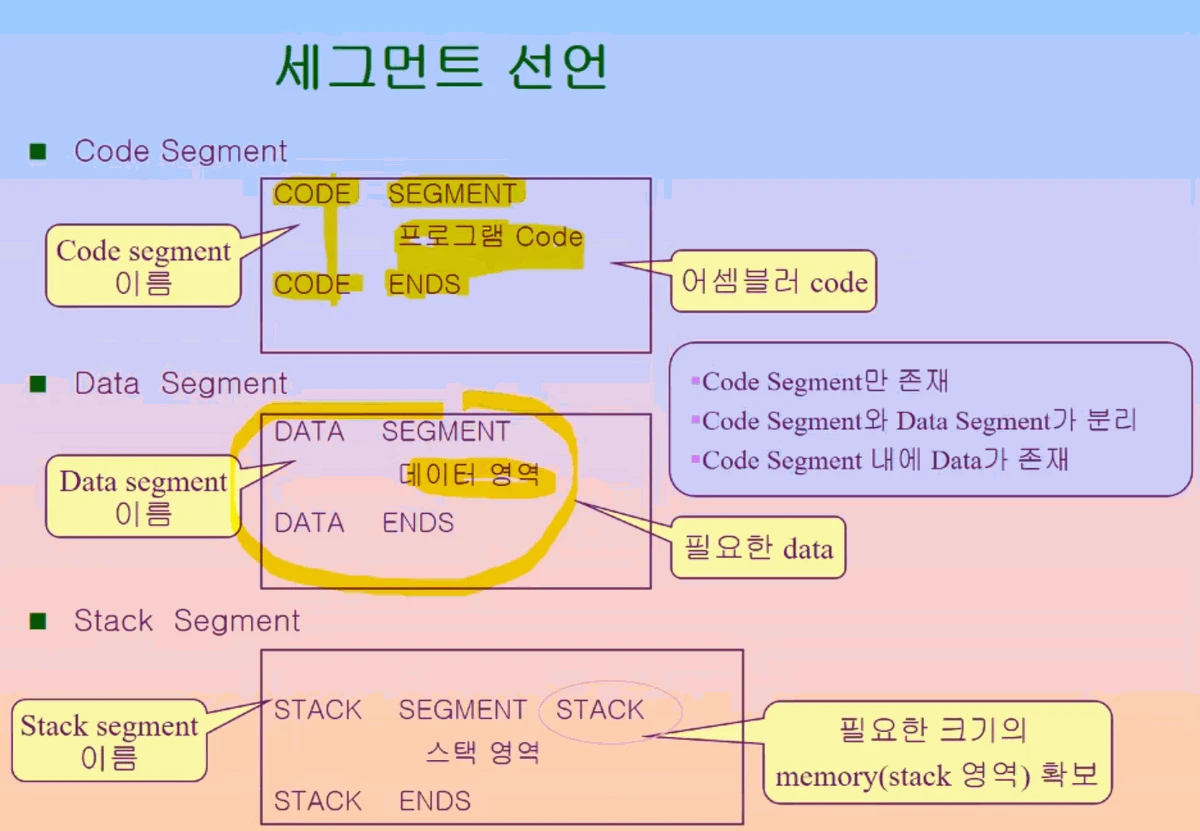 세그먼트 선언
■ Code Segment
CODE SEGMENT
프로그램 Code
CODE ENDS
Code segment
이름
어셈블러 code
■ Data Segment
DATA SEGMENT
데이터 영역
DATA ENDS
Data segment
이름
필요한 data
▪Code Segment만 존재
▪Code Segment와 Data Segment가 분리
▪Code Segment 내에 Data가 존재
■ Stack Segment
STACK SEGMENT STACK
스택 영역
STACK ENDS
Stack segment
이름
필요한 크기의
memory(stack 영역) 확보